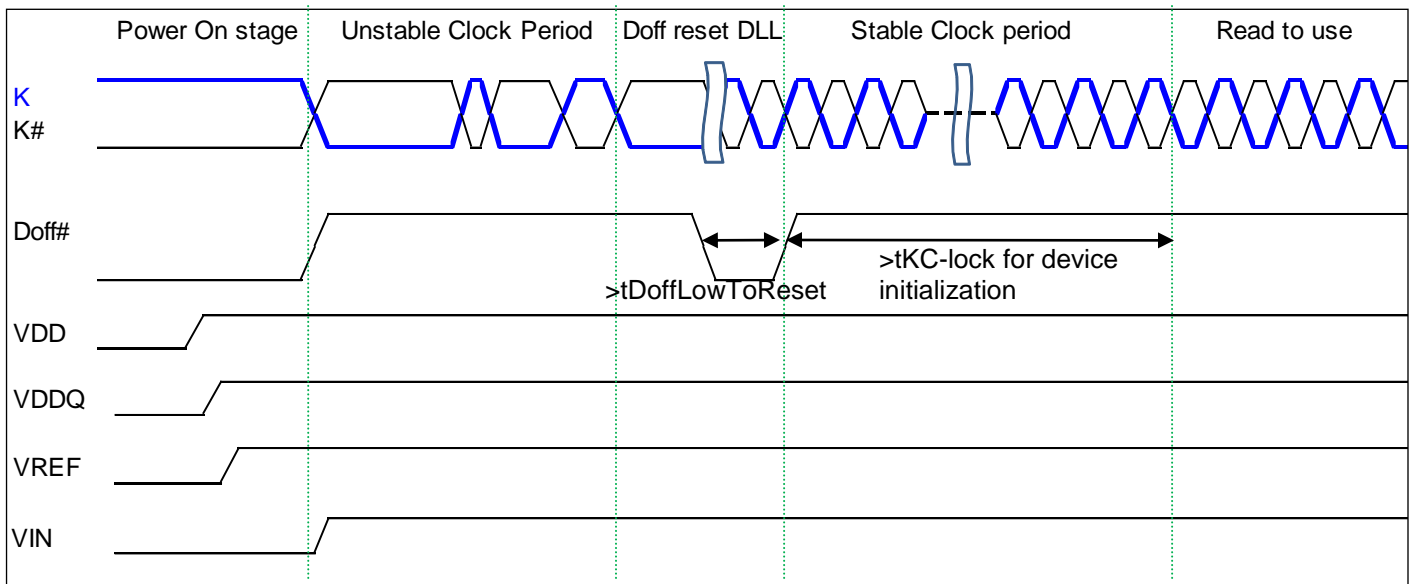 Power On stage
Unstable Clock Period
Doff reset DLL
Stable Clock period
Read to use
K
K#
Doff#
>tDoffLowToReset
>tKC-lock for device
initialization
VDD
VDDQ
VREF
VIN